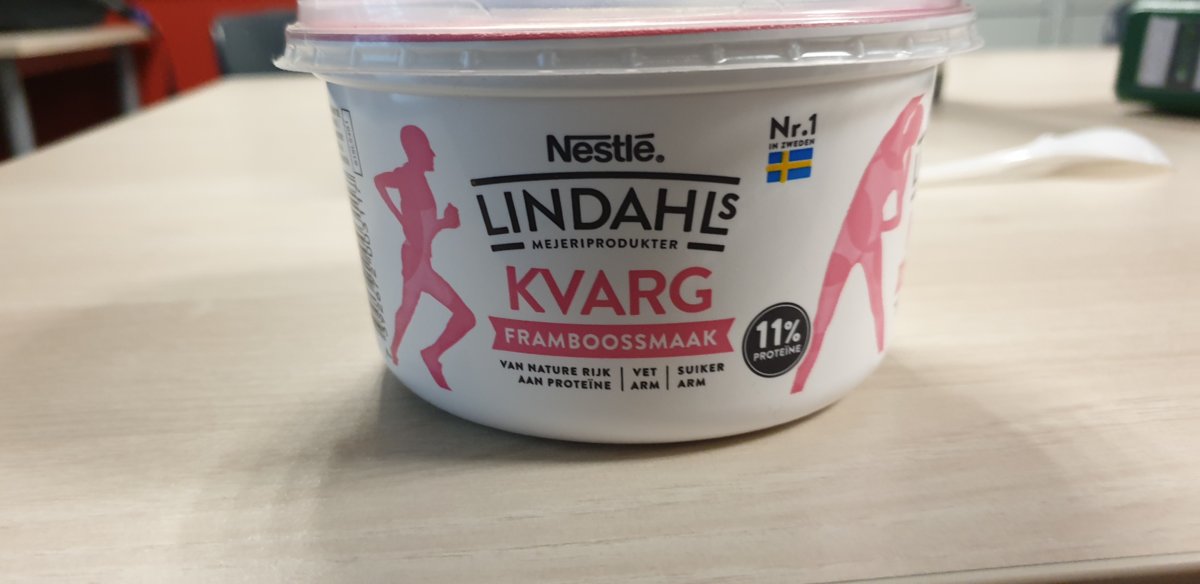 Nestlé.
Nr.1
IN ZWEDEN
LINDAHLs
MEJERIPRODUKTER
KVARG
FRAMBOOSSMAAK
11%
PROTEÏNE
VAN NATURE RIJK
AAN PROTEÏNE
VET
ARM
SUIKER
ARM